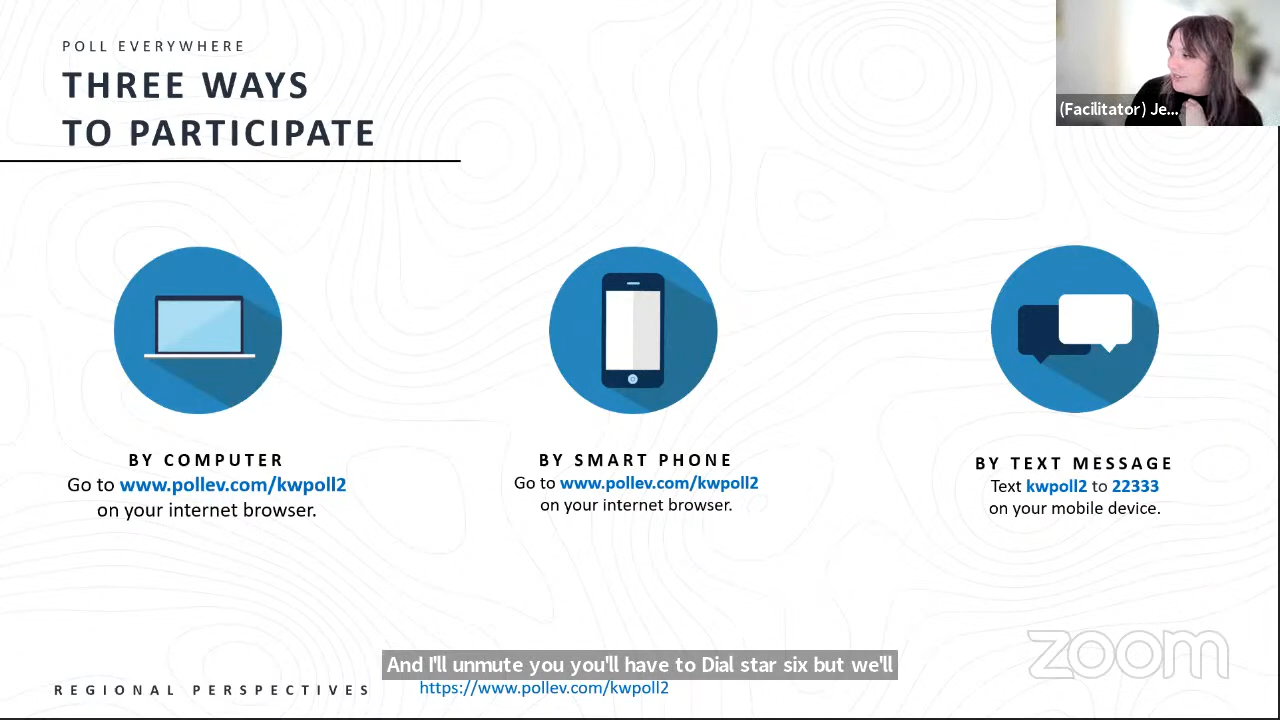 POLL EVERYWHERE
THREE WAYS
TO PARTICIPATE
(Facilitator) Je...
BY COMPUTER
Go to www.pollev.com/kwpoll2
on your internet browser.
BY SMART PHONE
Go to www.pollev.com/kwpoll2
on your internet browser.
BY TEXT MESSAGE
Text kwpoll2 to 22333
on your mobile device.
zoom
And I'll unmute you you'll have to Dial star six but we'll
REGIONAL PERSPECTIVES
https://www.pollev.com/kwpoll2